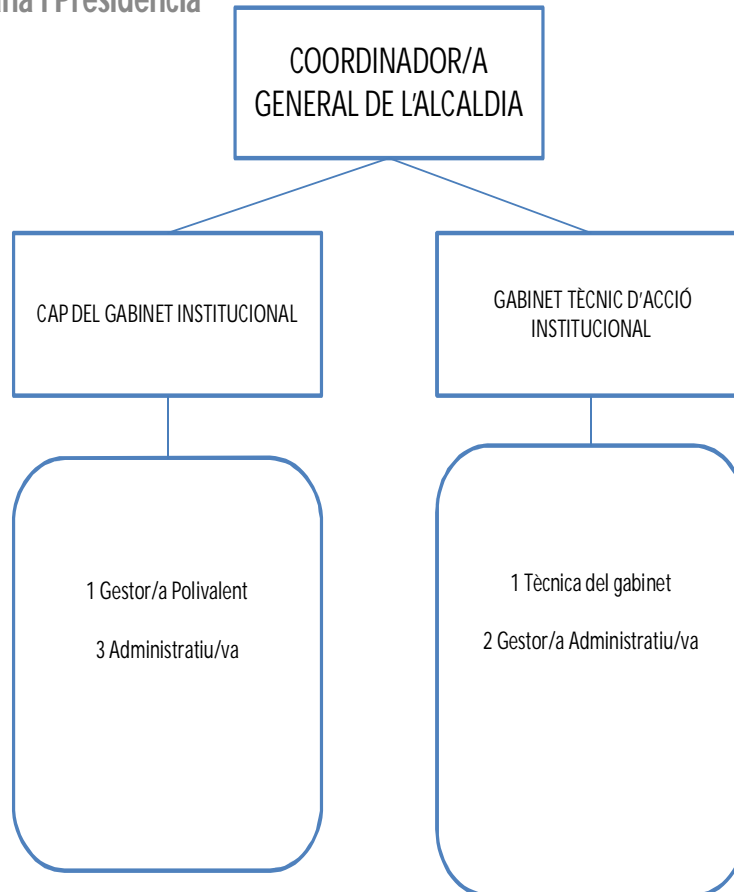 i Presidència
COORDINADOR/A
GENERAL DE L'ALCALDIA
CAP DEL GABINET INSTITUCIONAL
GABINET TÈCNIC D'ACCIÓ
INSTITUCIONAL
1 Gestor/a Polivalent
3 Administratiu/va
1 Tècnica del gabinet
2 Gestor/a Administratiu/va